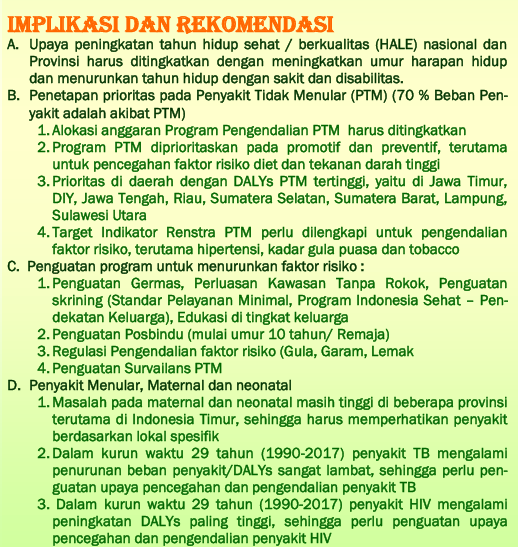 IMPLIKASI DAN REKOMENDASI
A. Upaya peningkatan tahun hidup sehat / berkualitas (HALE) nasional dan
Provinsi harus ditingkatkan dengan meningkatkan umur harapan hidup
dan menurunkan tahun hidup dengan sakit dan disabilitas.
B. Penetapan prioritas pada Penyakit Tidak Menular (PTM) (70 % Beban Pen-
yakit adalah akibat PTM)
1. Alokasi anggaran Program Pengendalian PTM harus ditingkatkan
2. Program PTM diprioritaskan pada promotif dan preventif, terutama
untuk pencegahan faktor risiko diet dan tekanan darah tinggi
3. Prioritas di daerah dengan DALYs PTM tertinggi, yaitu di Jawa Timur,
DIY, Jawa Tengah, Riau, Sumatera Selatan, Sumatera Barat, Lampung,
Sulawesi Utara
4. Target Indikator Renstra PTM perlu dilengkapi untuk pengendalian
faktor risiko, terutama hipertensi, kadar gula puasa dan tobacco
C. Penguatan program untuk menurunkan faktor risiko :
1. Penguatan Germas, Perluasan Kawasan Tanpa Rokok, Penguatan
skrining (Standar Pelayanan Minimal, Program Indonesia Sehat – Pen-
dekatan Keluarga), Edukasi di tingkat keluarga
2. Penguatan Posbindu (mulai umur 10 tahun/ Remaja)
3. Regulasi Pengendalian faktor risiko (Gula, Garam, Lemak
4. Penguatan Survailans PTM
D. Penyakit Menular, Maternal dan neonatal
1. Masalah pada maternal dan neonatal masih tinggi di beberapa provinsi
terutama di Indonesia Timur, sehingga harus memperhatikan penyakit
berdasarkan lokal spesifik
2. Dalam kurun waktu 29 tahun (1990-2017) penyakit TB mengalami
penurunan beban penyakit/DALYs sangat lambat, sehingga perlu pen-
guatan upaya pencegahan dan pengendalian penyakit TB
3. Dalam kurun waktu 29 tahun (1990-2017) penyakit HIV mengalami
peningkatan DALYs paling tinggi, sehingga perlu penguatan upaya
pencegahan dan pengendalian penyakit HIV